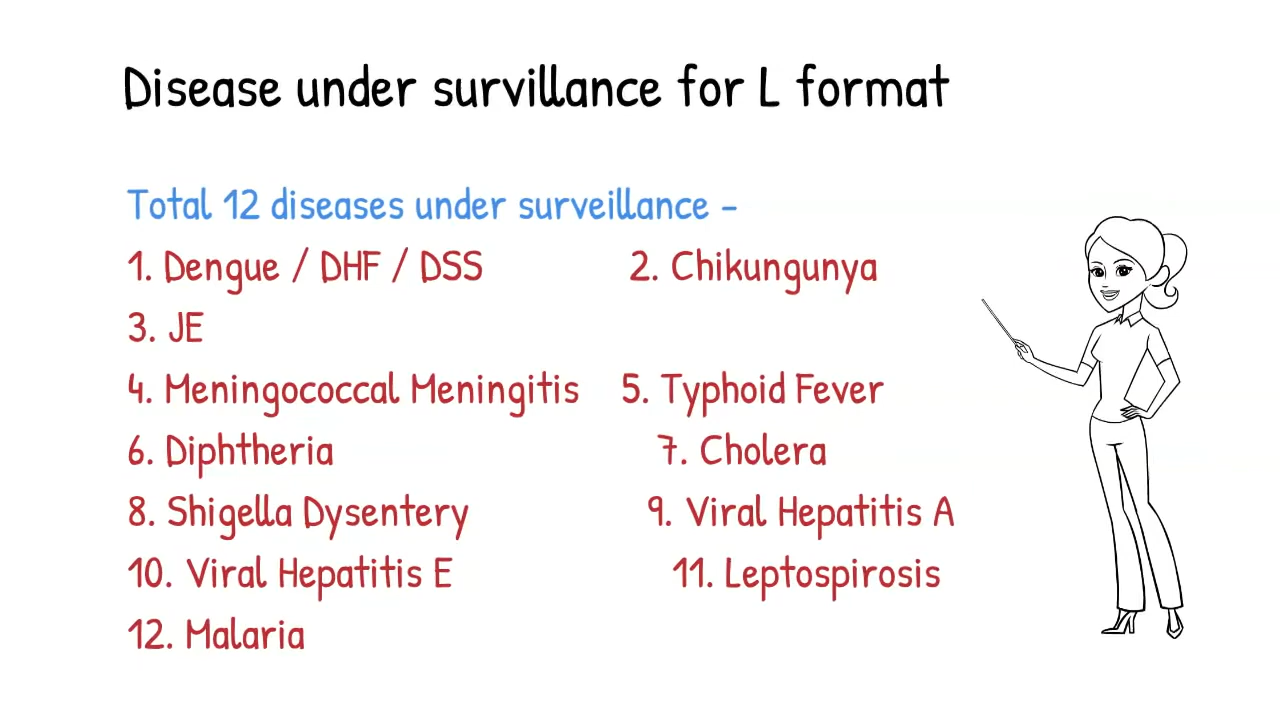 Disease under survillance for L format
Total 12 diseases under surveillance -
1. Dengue / DHF / DSS 2. Chikungunya
3. JE
4. Meningococcal Meningitis 5. Typhoid Fever
6. Diphtheria 7. Cholera
8. Shigella Dysentery 9. Viral Hepatitis A
10. Viral Hepatitis E 11. Leptospirosis
12. Malaria